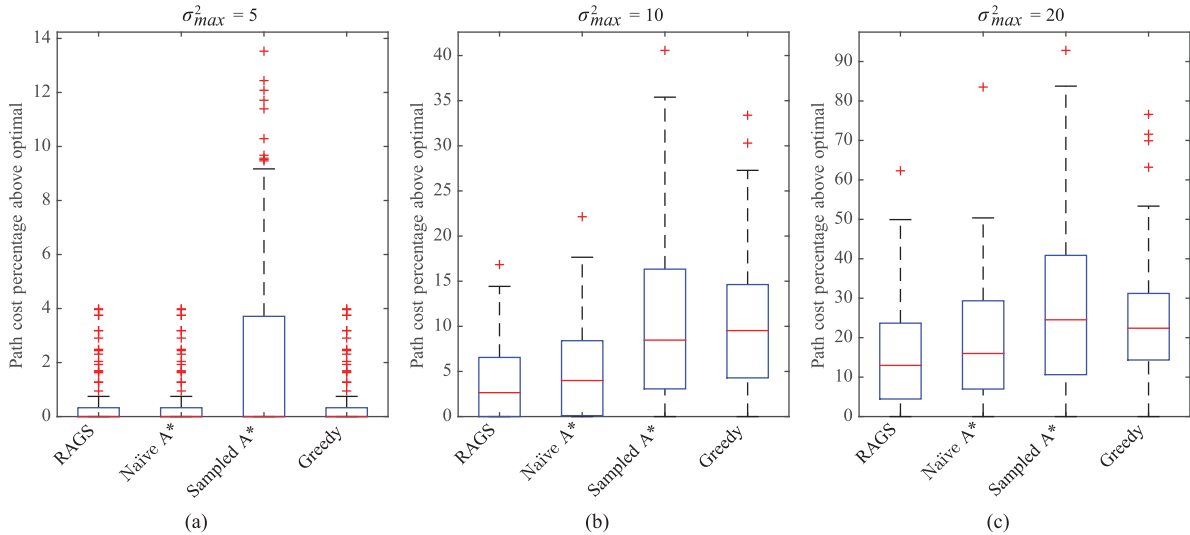 σ²max = 5
Path cost percentage above optimal
14
12
10
8
6
4
2
0
RAGS
Naïve A*
Sampled A*
Greedy
(a)
σ²max = 10
Path cost percentage above optimal
40
35
30
25
20
15
10
5
0
RAGS
Naïve A*
Sampled A*
Greedy
(b)
σ²max = 20
Path cost percentage above optimal
90
80
70
60
50
40
30
20
10
0
RAGS
Naïve A*
Sampled A*
Greedy
(c)